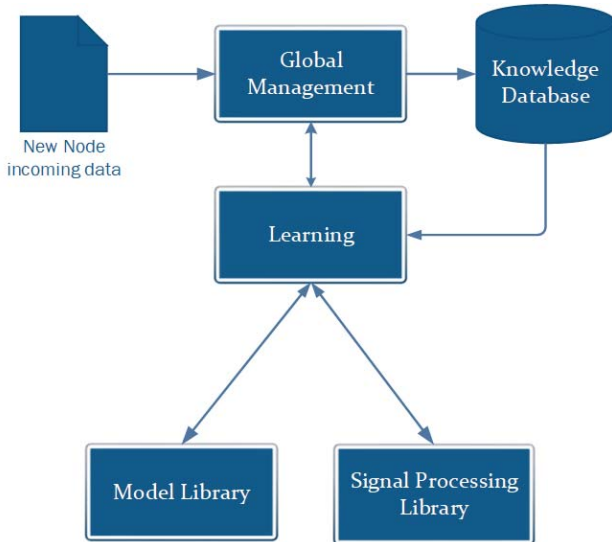 Global
Management
Knowledge
Database
New Node
incoming data
Learning
Model Library
Signal Processing
Library